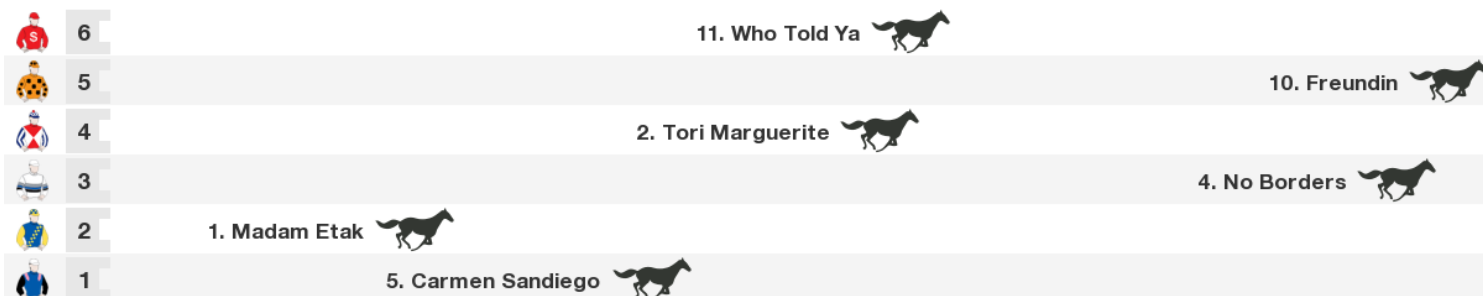 S
6 11. Who Told Ya
5 10. Freundin
4 2. Tori Marguerite
3 4. No Borders
2 1. Madam Etak
1 5. Carmen Sandiego